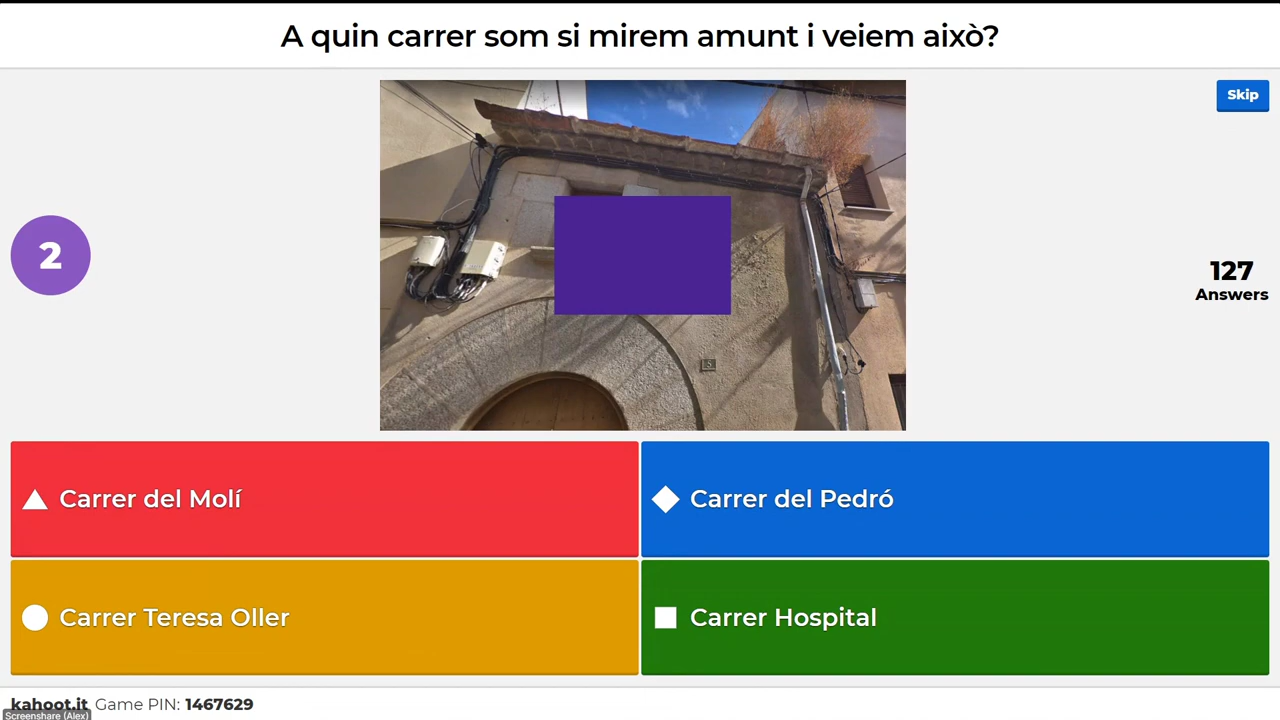 A quin carrer som si mirem amunt i veiem això?
Skip
2
127
Answers
Carrer del Molí
Carrer del Pedró
Carrer Teresa Oller
Carrer Hospital
kahoot.it Game PIN: 1467629
Screenshare (Alex)